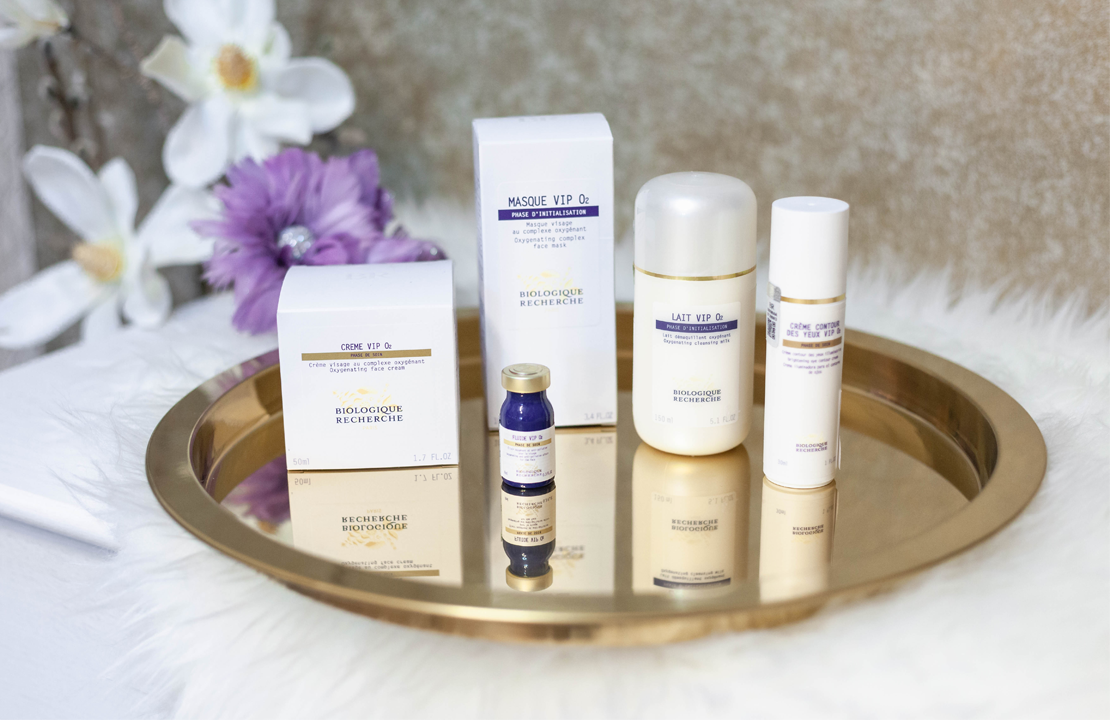 CREME VIP O₂
PHASE DE SOIN
Crème visage au complexe oxygénant
Oxygenating face cream
BIOLOGIQUE
RECHERCHE
50ml 1.7 FL.OZ
MASQUE VIP O₂
PHASE D'INITIALISATION
Masque visage
au complexe oxygénant
Oxygenating complex
face mask
BIOLOGIQUE
RECHERCHE
3.4 FL.OZ
FLUIDE VIP O₂
PHASE DE SOIN
LAIT VIP O₂
PHASE D'INITIALISATION
Lait démaquillant oxygénant
Oxygenating cleansing milk
BIOLOGIQUE
RECHERCHE
150 ml 5.1 FL.OZ
CRÈME CONTOUR
DES YEUX VIP O₂
PHASE DE SOIN
BIOLOGIQUE
RECHERCHE